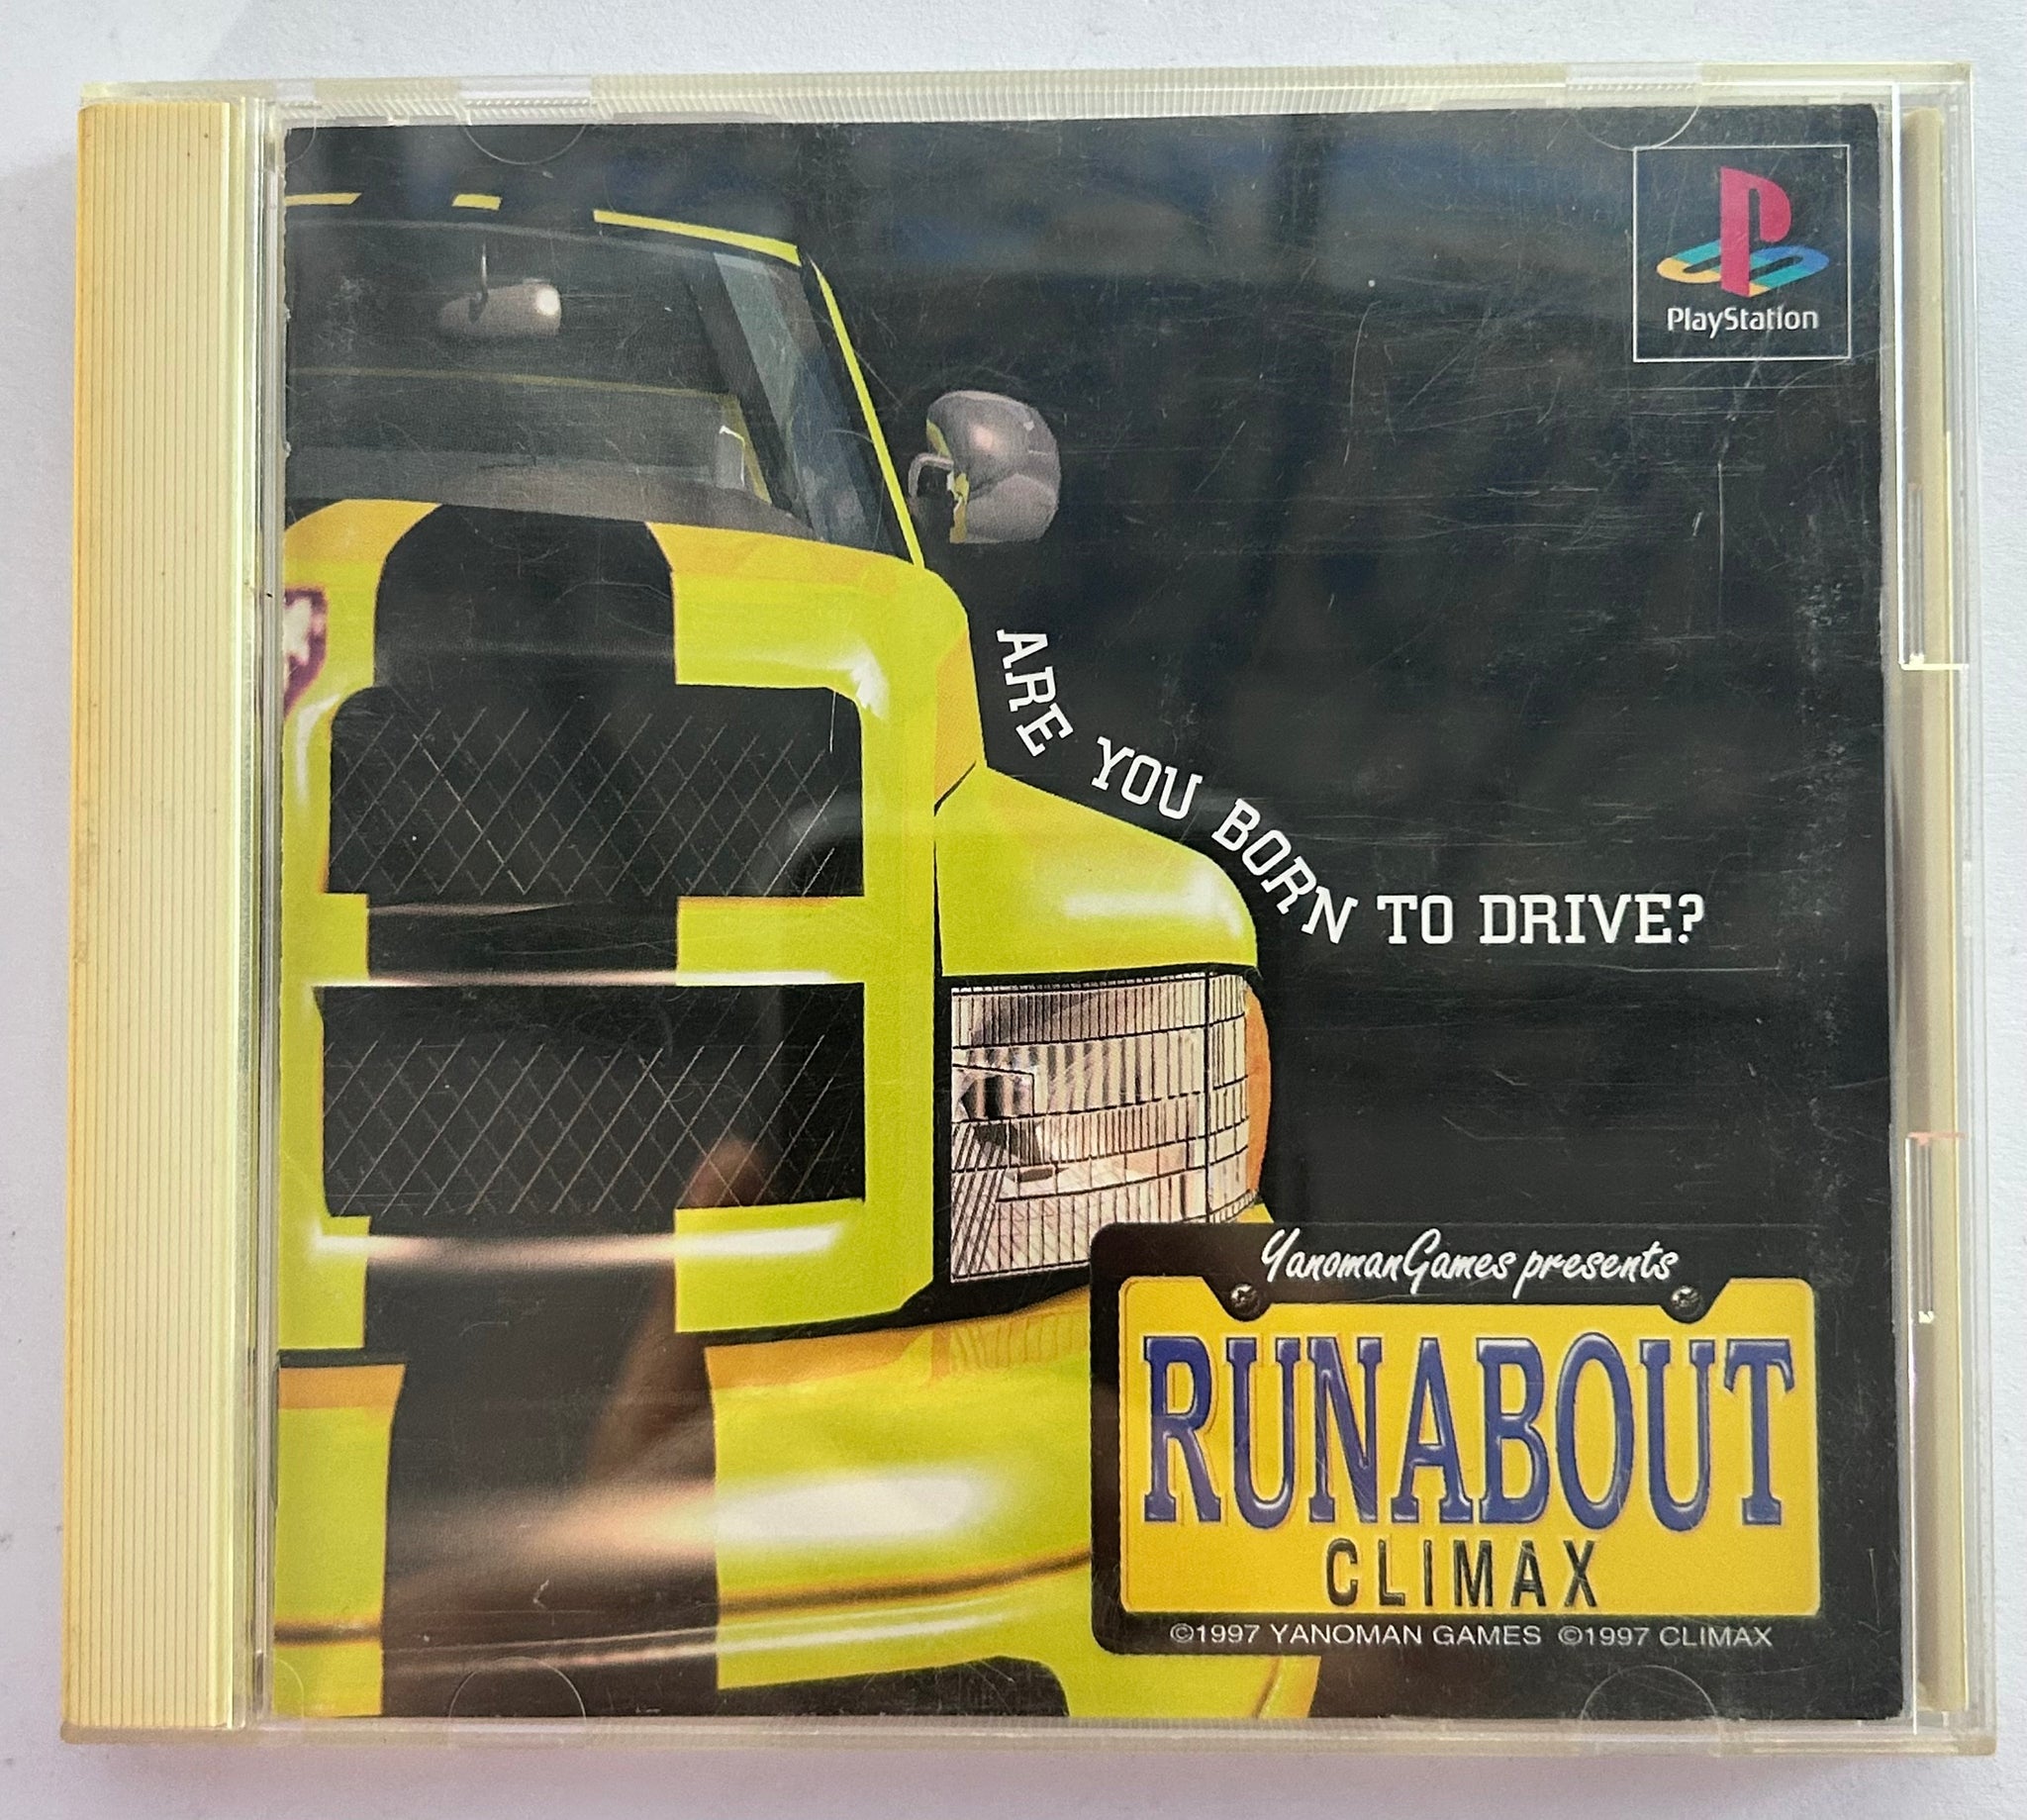 PlayStation
ARE YOU BORN TO DRIVE?
YanomanGames presents
RUNABOUT
CLIMAX
©1997 YANOMAN GAMES ©1997 CLIMAX